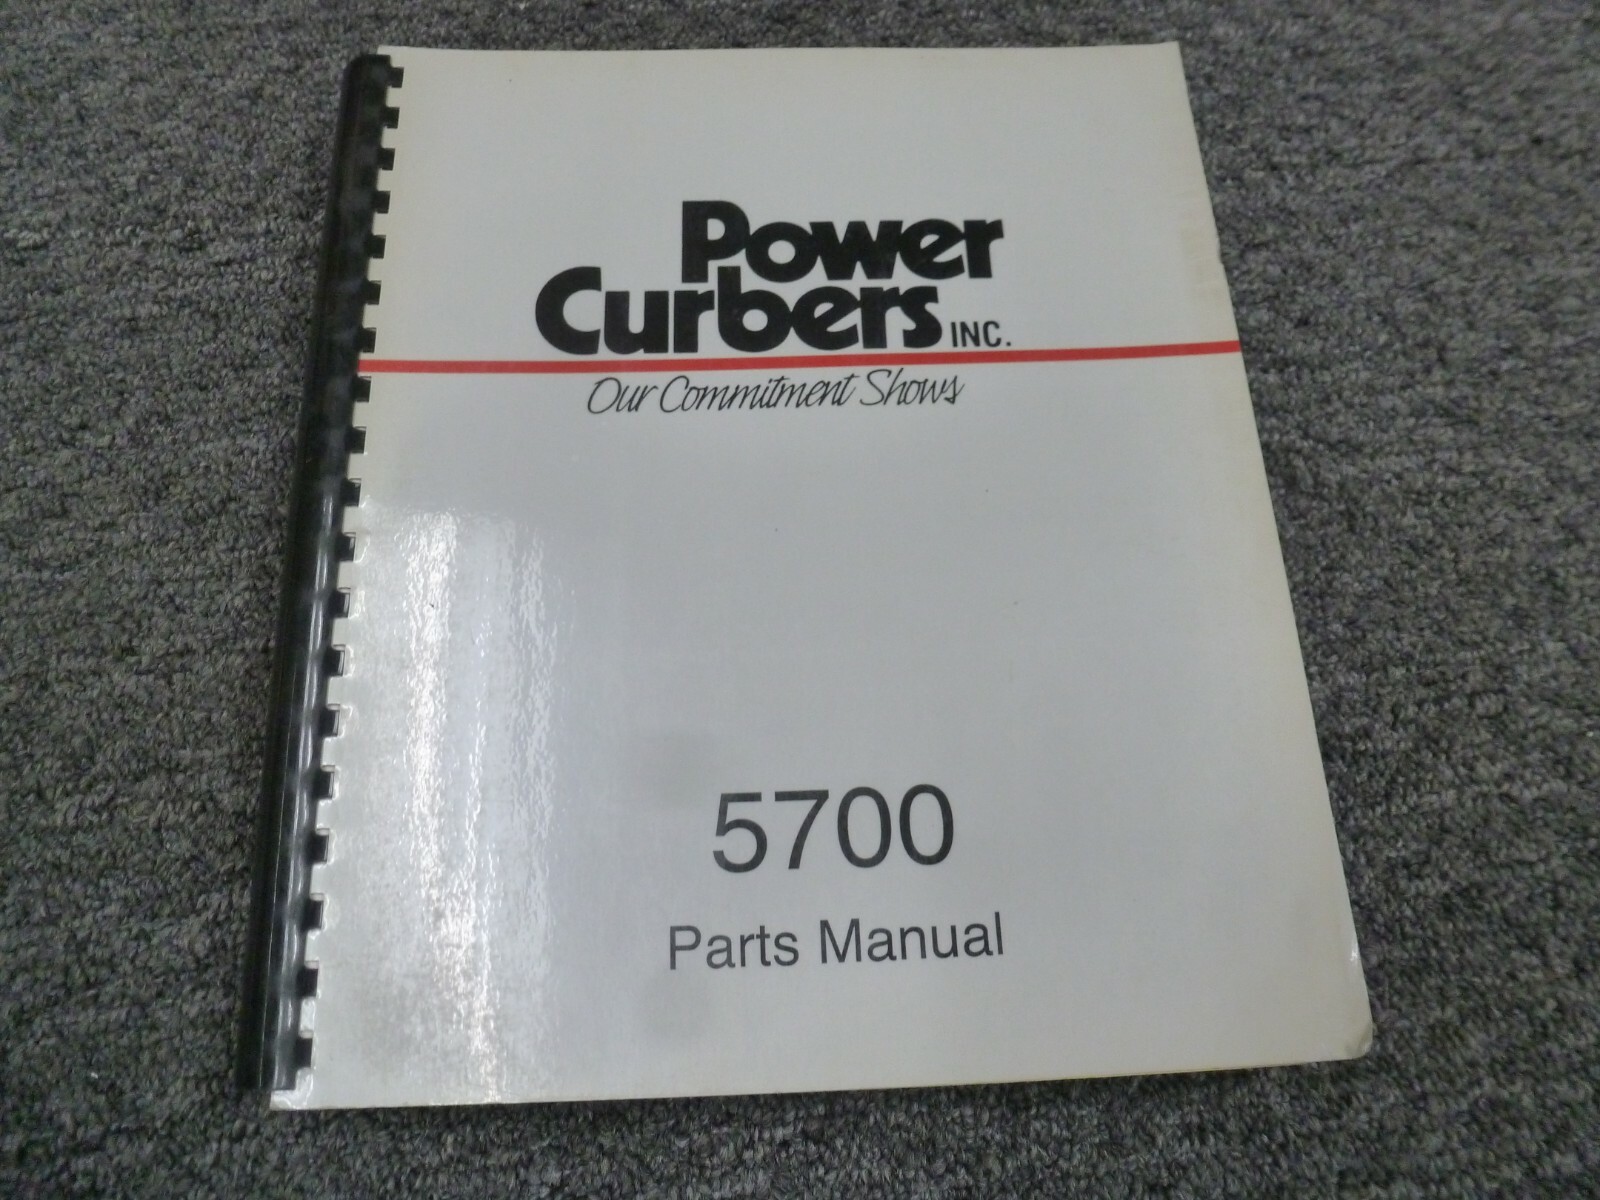 Power
Curbers INC.
Our Commitment Shows
5700
Parts Manual